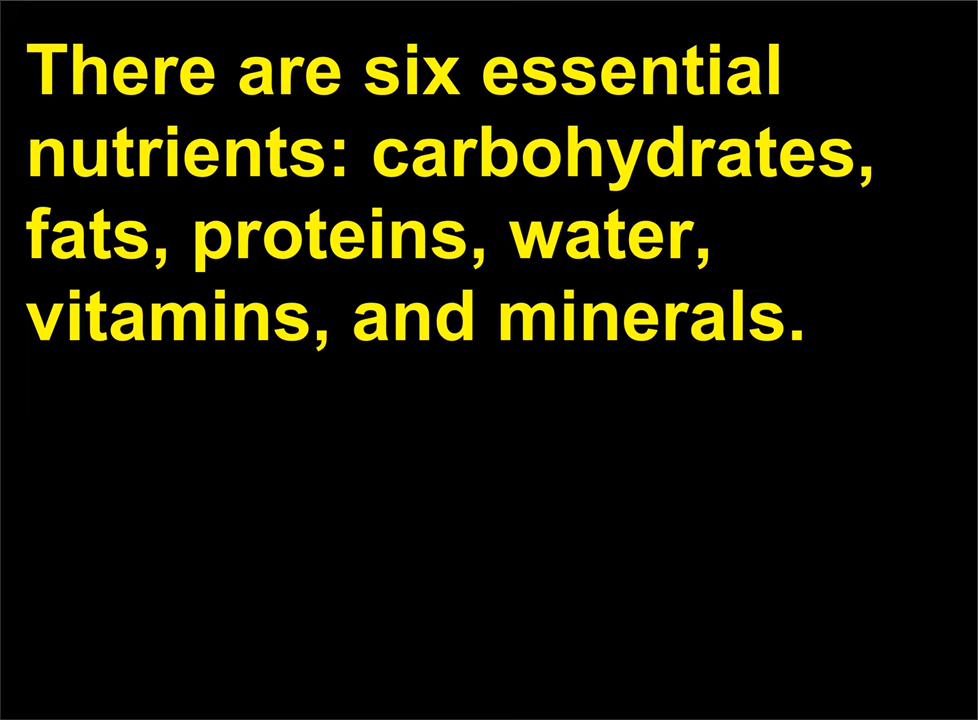 There are six essential
nutrients: carbohydrates,
fats, proteins, water,
vitamins, and minerals.